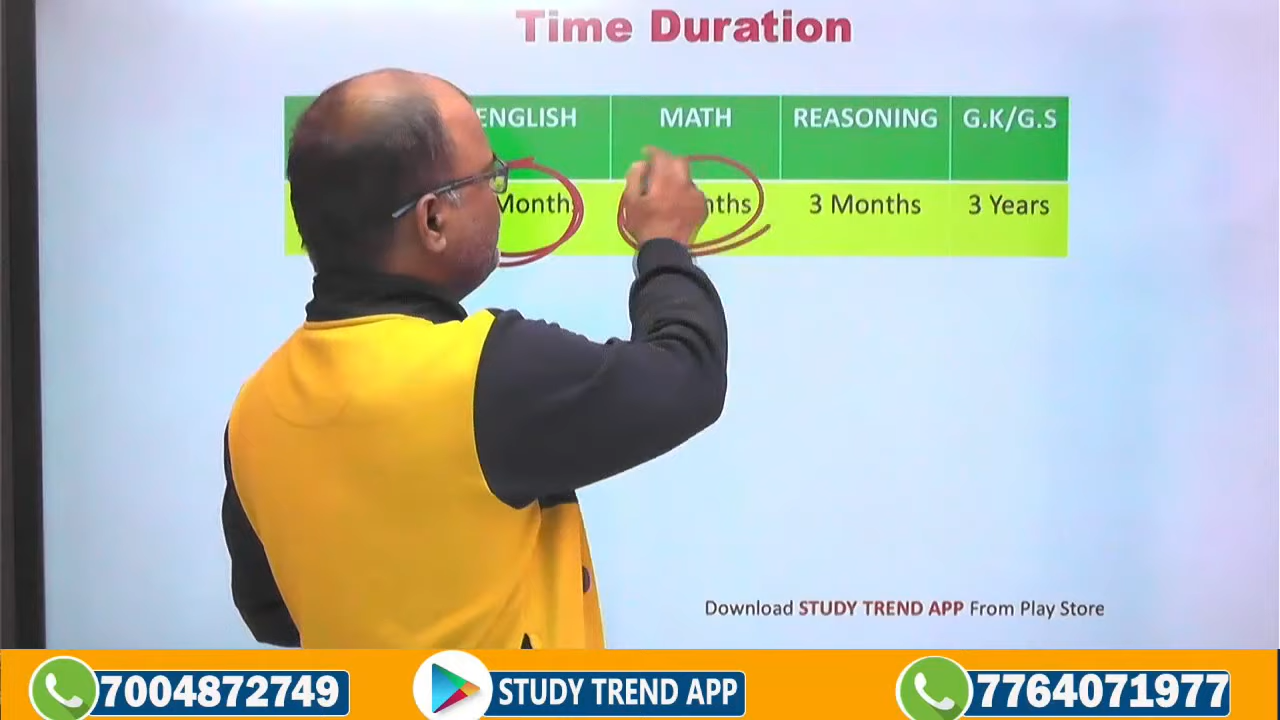 Time Duration
ENGLISH MATH REASONING G.K/G.S
Month 3 Months 3 Years
Download STUDY TREND APP From Play Store
7004872749 STUDY TREND APP 7764071977